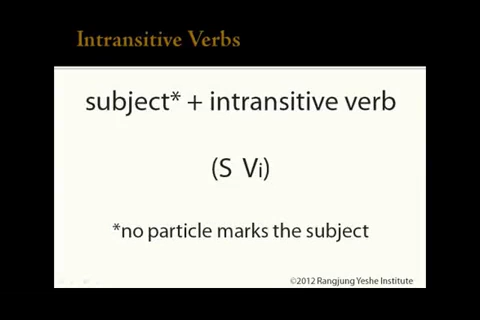 Intransitive Verbs
subject* + intransitive verb
(S Vi)
*no particle marks the subject
©2012 Rangjung Yeshe Institute